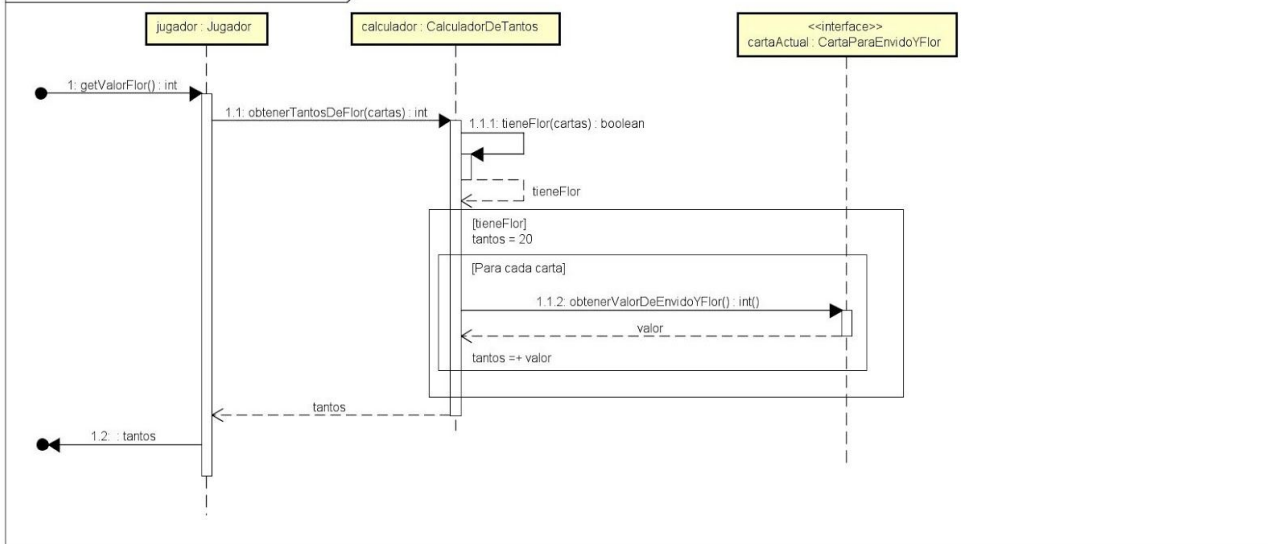 jugador : Jugador
calculador : CalculadorDeTantos
<<interface>>
cartaActual : CartaParaEnvidoYFlor
1: getValorFlor() : int
1.1: obtenerTantosDeFlor(cartas) : int
1.1.1: tieneFlor(cartas) : boolean
tieneFlor
[tieneFlor]
tantos = 20
[Para cada carta]
1.1.2: obtenerValorDeEnvidoYFlor() : int()
valor
tantos =+ valor
tantos
1.2: : tantos